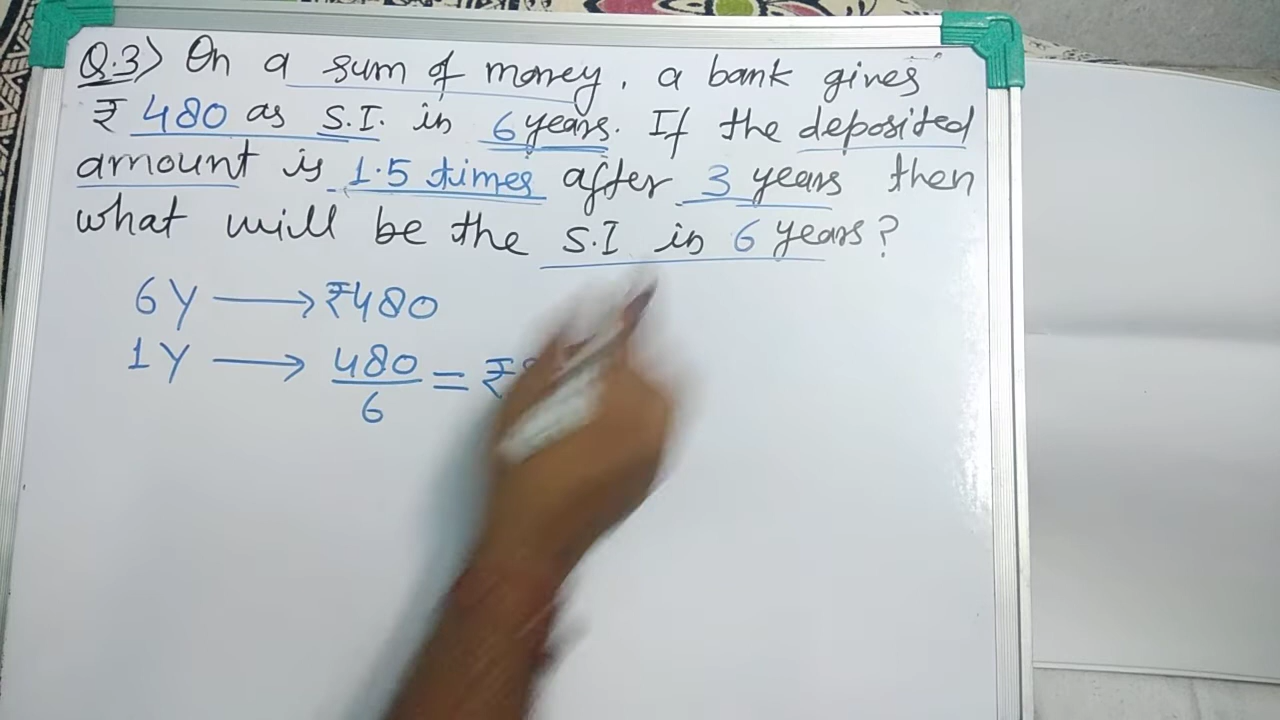 Q.3) On a sum of money, a bank gives
₹ 480 as S.I. in 6 years. If the deposited
amount is 1.5 times after 3 years then
what will be the S.I in 6 years?
6Y → ₹480
1Y → 480/6 = ₹